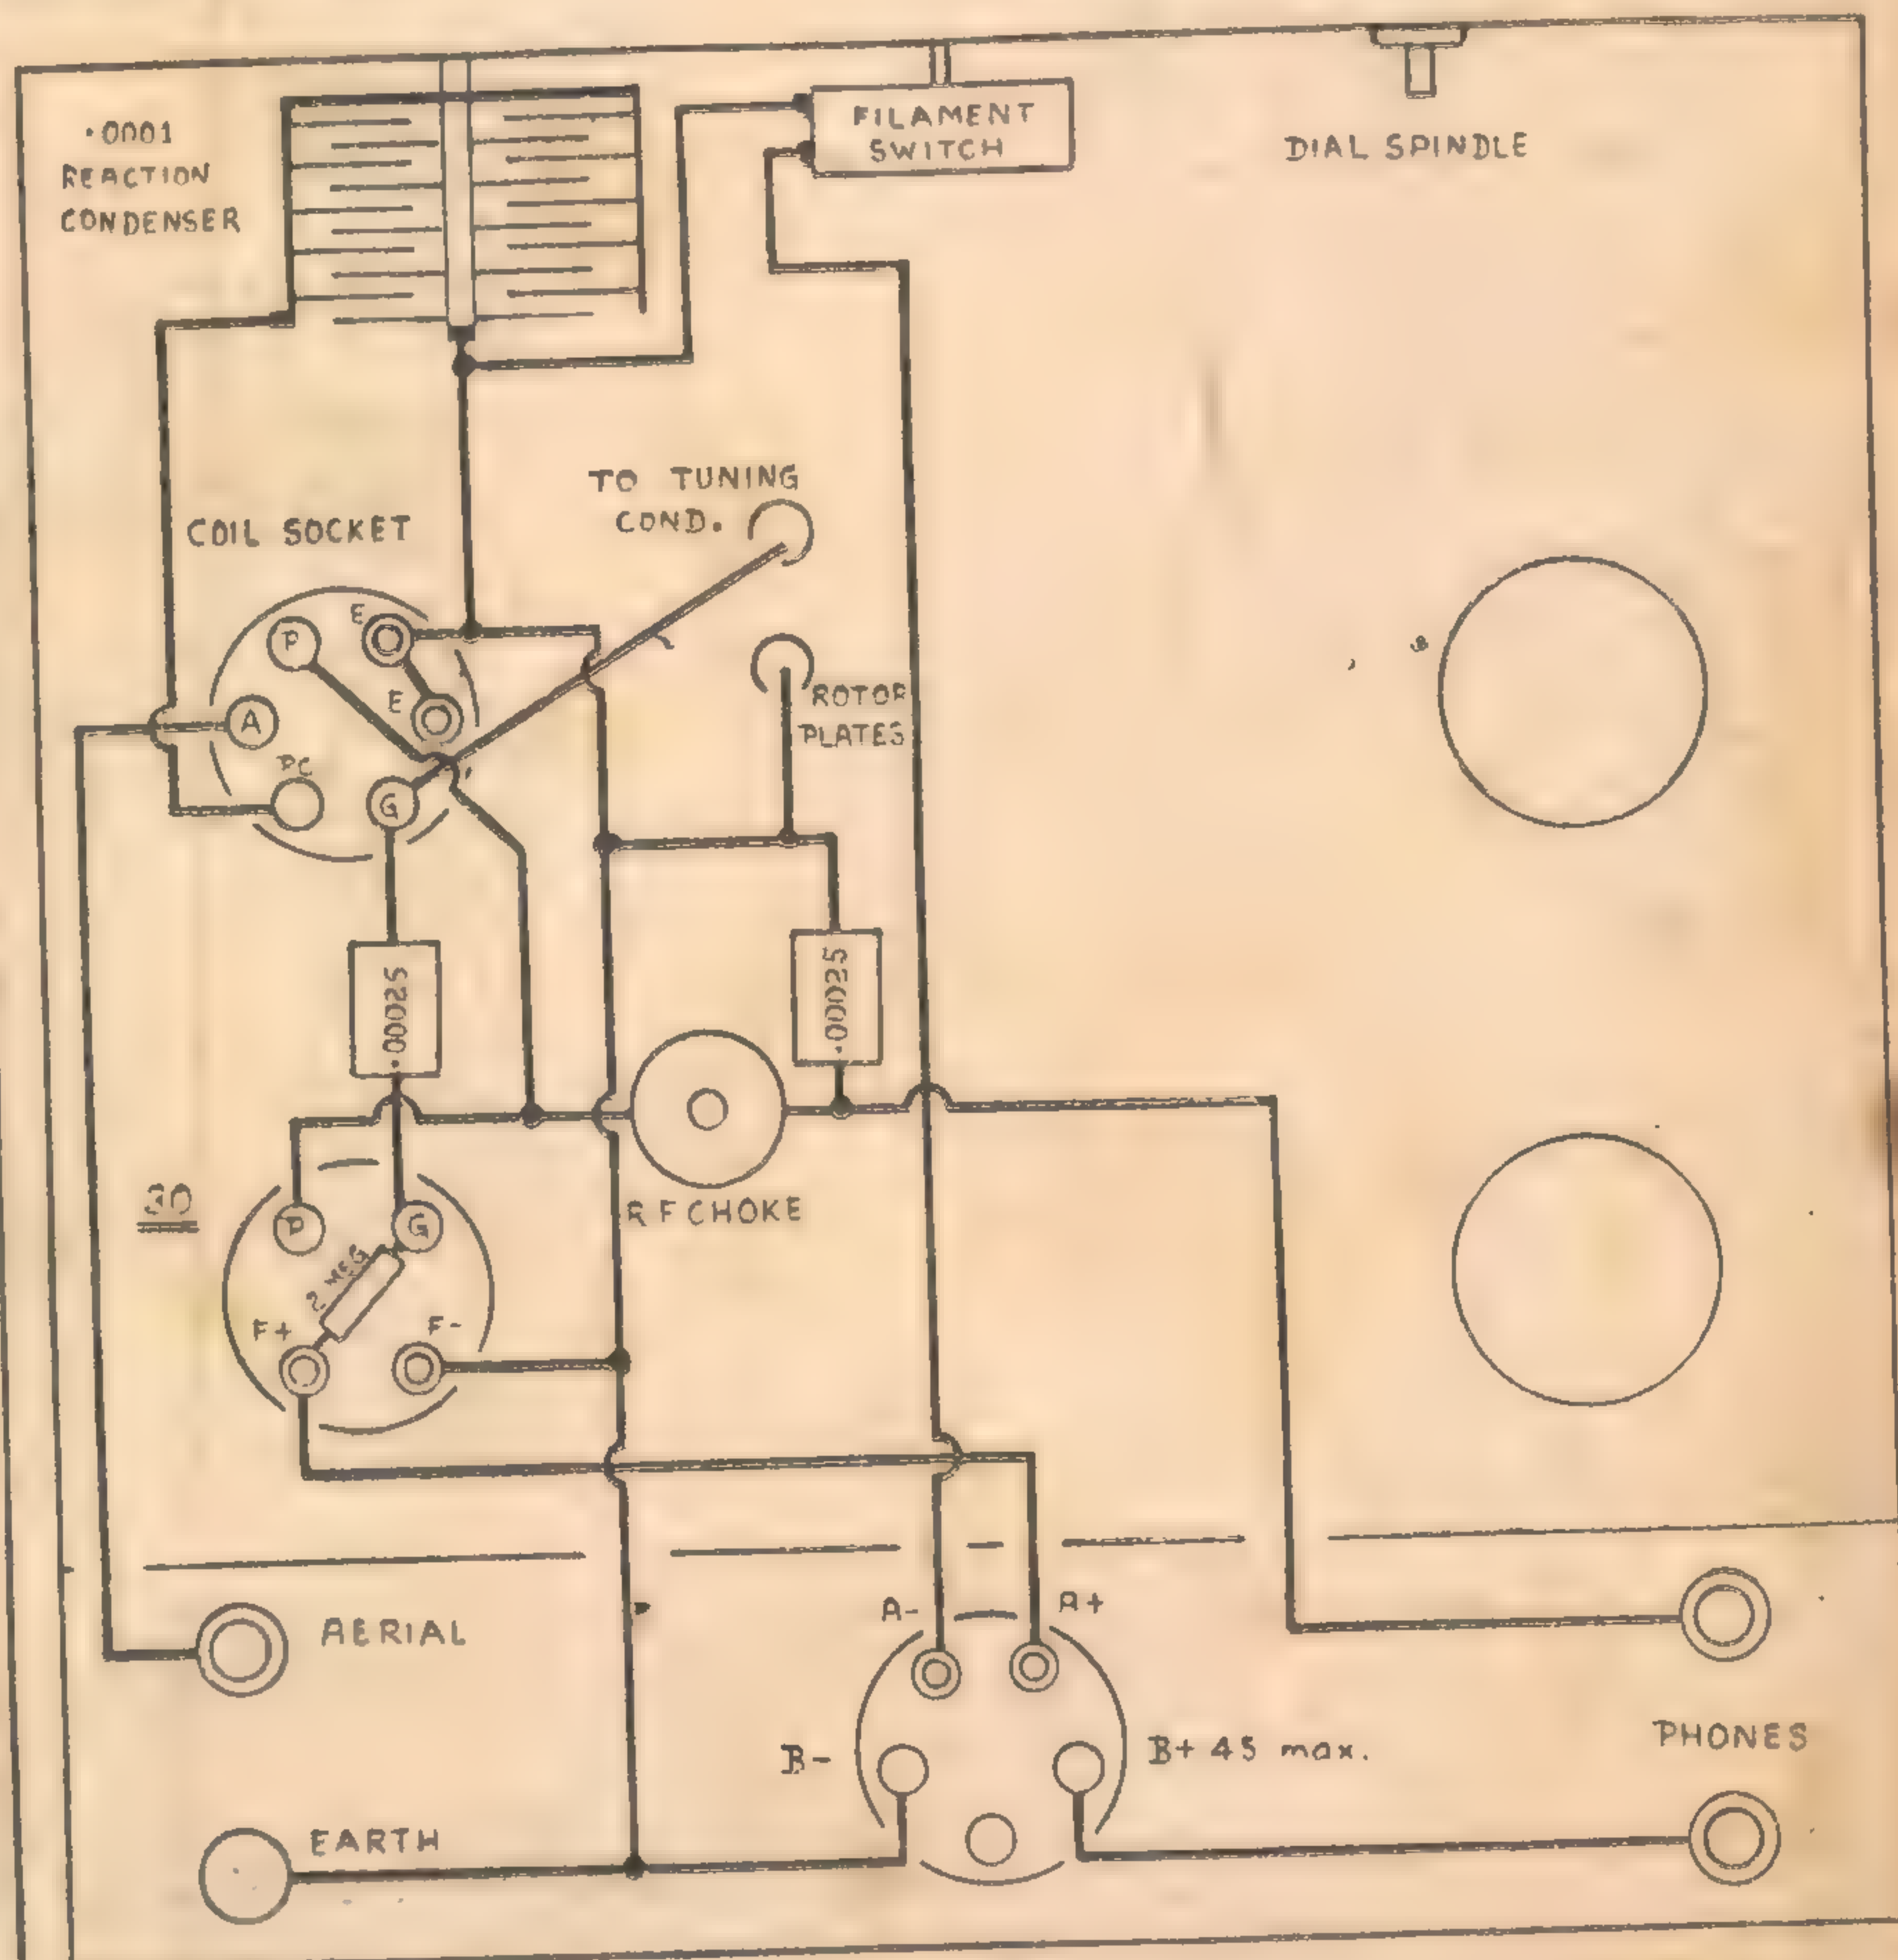 .0001
REACTION
CONDENSER
FILAMENT
SWITCH
DIAL SPINDLE
TO TUNING
COND.
COIL SOCKET
E
P
E
A
PC
G
ROTOR
PLATES
.00025
.00025
30
R F CHOKE
P
G
2 MEG
F+
F-
A-
A+
AERIAL
B-
B+ 45 max.
PHONES
EARTH